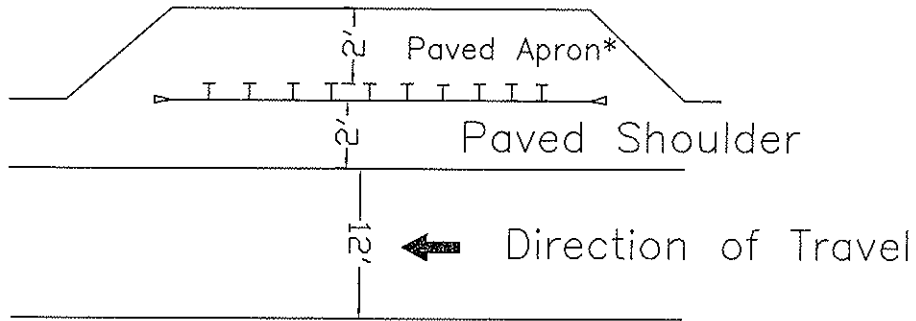 2'
Paved Apron*
2'
Paved Shoulder
12'
Direction of Travel